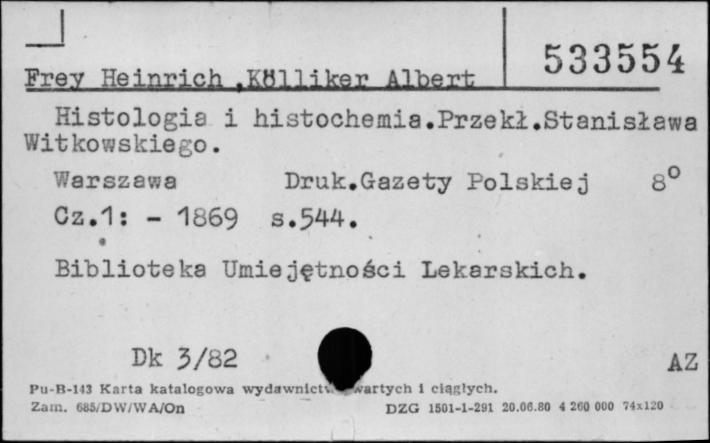 533554
Frey Heinrich ,Kölliker Albert
Histologia i histochemia.Przekł.Stanisława
Witkowskiego.
Warszawa Druk.Gazety Polskiej 8°
Cz.1: - 1869 s.544.
Biblioteka Umiejętności Lekarskich.
Dk 3/82 AZ
Pu-B-143 Karta katalogowa wydawnictw zwartych i ciągłych.
Zam. 685/DW/WA/On DZG 1501-1-291 20.06.80 4 260 000 74x120